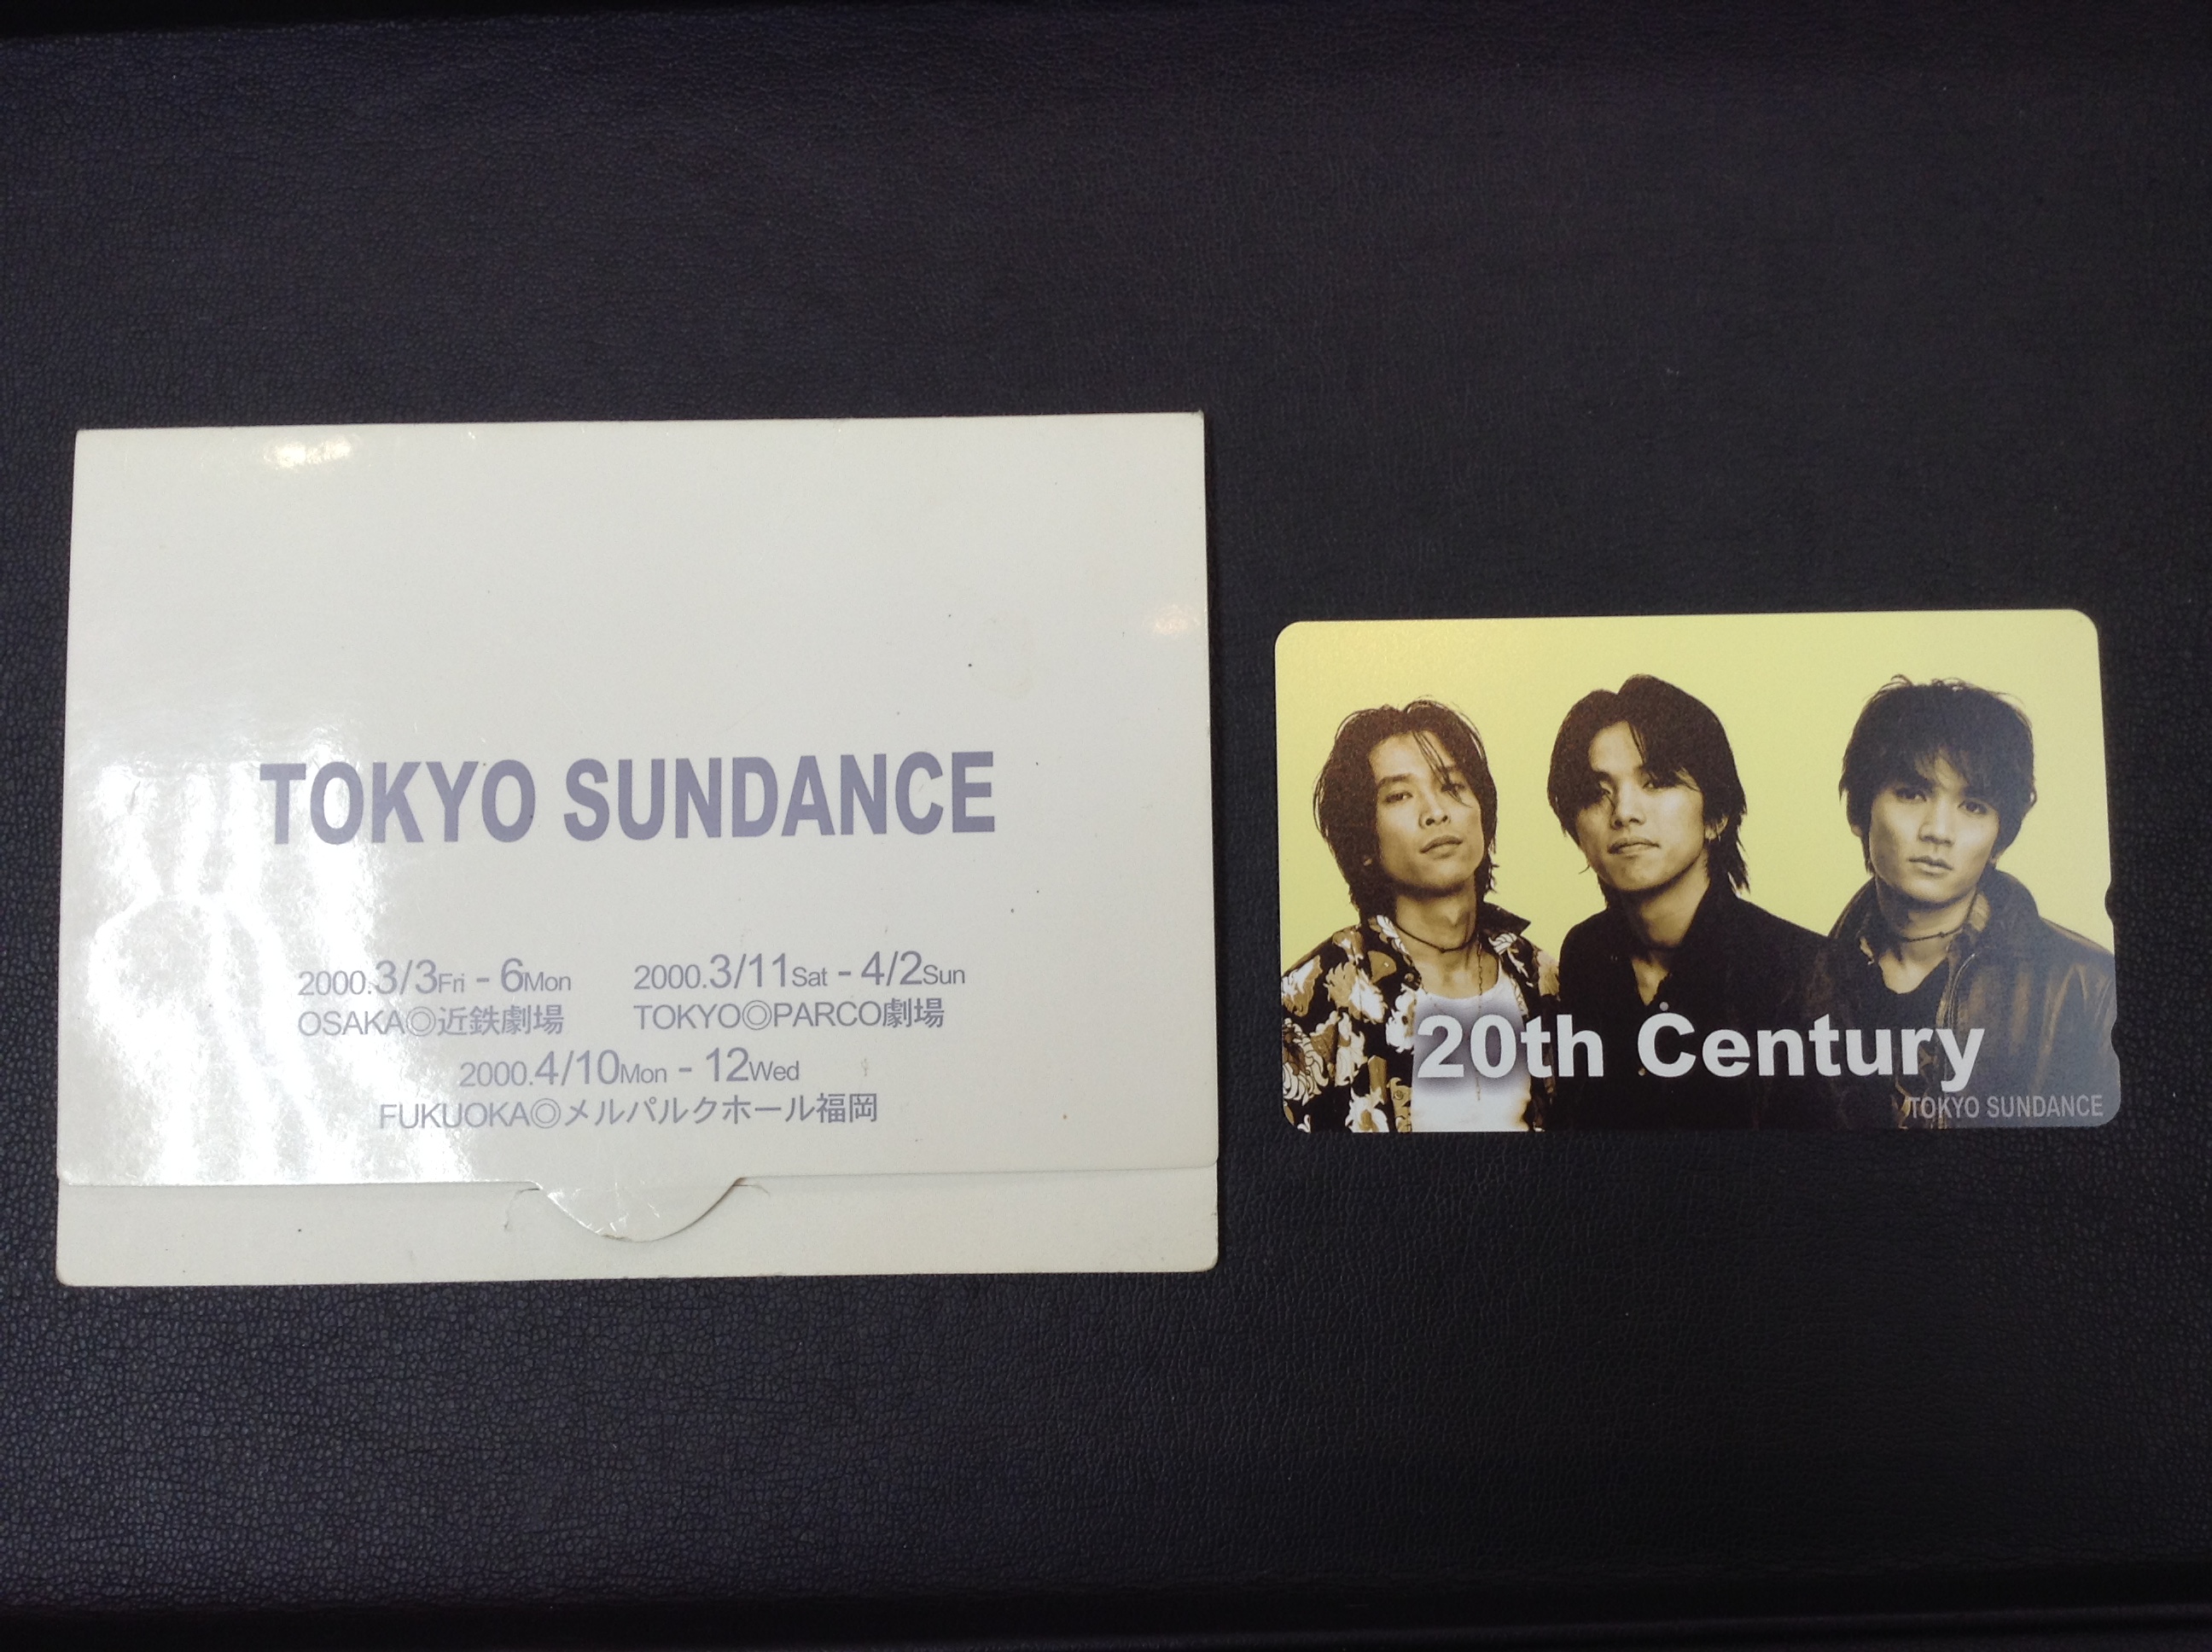 TOKYO SUNDANCE
2000.3/3Fri - 6Mon
OSAKA◎近鉄劇場
2000.3/11Sat - 4/2Sun
TOKYO◎PARCO劇場
2000.4/10Mon - 12Wed
FUKUOKA◎メルパルクホール福岡
20th Century
TOKYO SUNDANCE